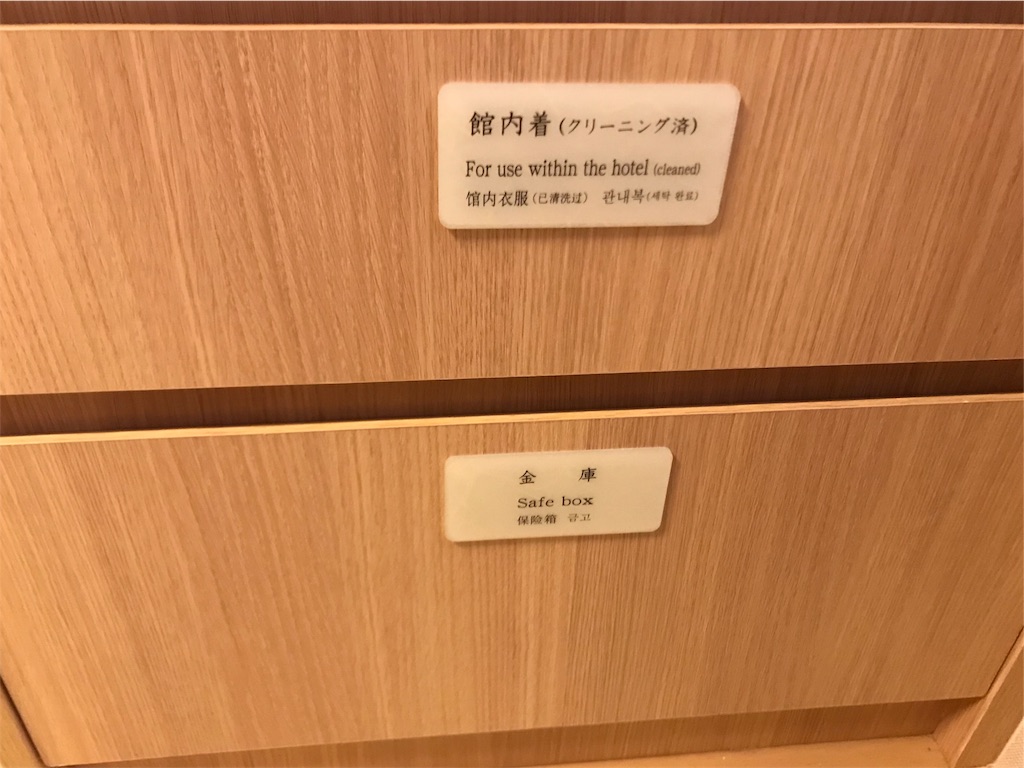 館内着(クリーニング済)
For use within the hotel (cleaned)
馆内衣服(已清洗过) 관내복(세탁 완료)
金 庫
Safe box
保险箱 금고